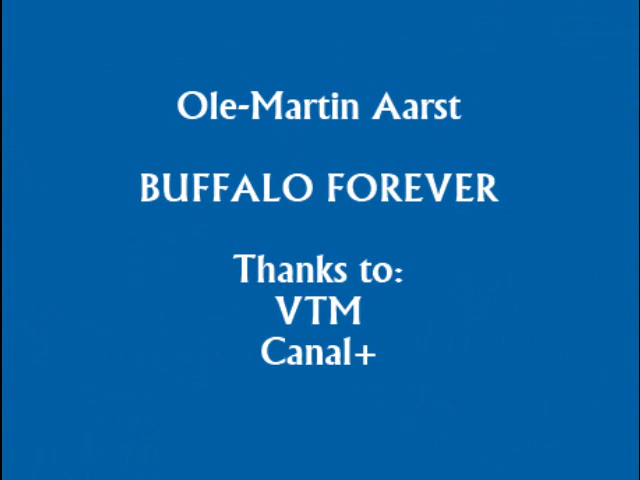 Ole-Martin Aarst
BUFFALO FOREVER
Thanks to:
VTM
Canal+